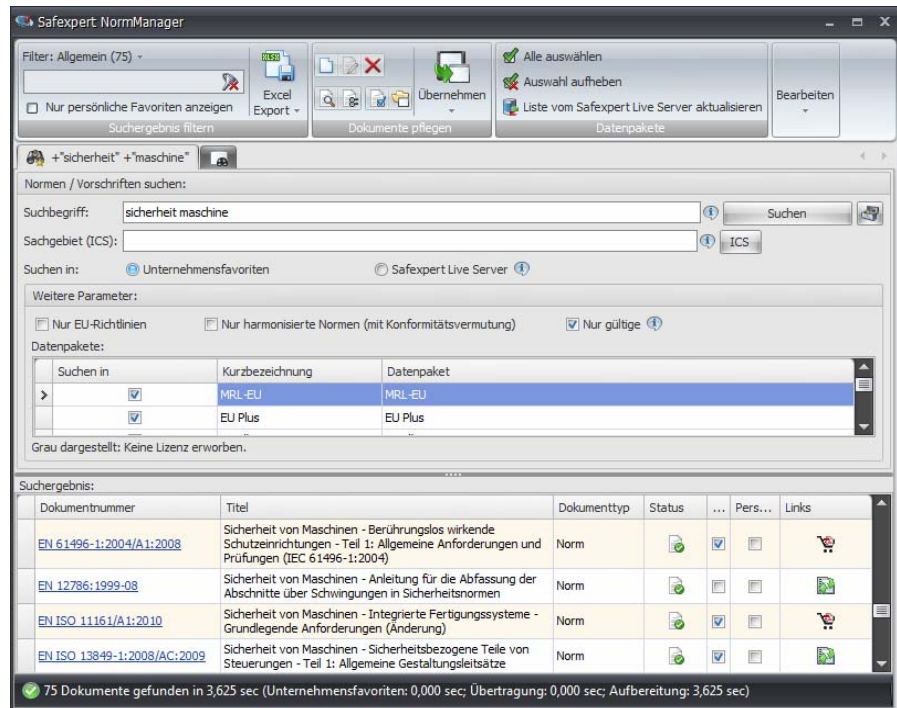 Safexpert NormManager
Filter: Allgemein (75)
Nur persönliche Favoriten anzeigen
Suchergebnis filtern
Excel
Export
Übernehmen
Dokumente pflegen
Alle auswählen
Auswahl aufheben
Liste vom Safexpert Live Server aktualisieren
Datenpakete
Bearbeiten
+"sicherheit" +"maschine"
Normen / Vorschriften suchen:
Suchbegriff: sicherheit maschine Suchen
Sachgebiet (ICS): ICS
Suchen in: Unternehmensfavoriten Safexpert Live Server
Weitere Parameter:
Nur EU-Richtlinien Nur harmonisierte Normen (mit Konformitätsvermutung) Nur gültige
Datenpakete:
Suchen in Kurzbezeichnung Datenpaket
MRL-EU MRL-EU
EU Plus EU Plus
Grau dargestellt: Keine Lizenz erworben.
Suchergebnis:
Dokumentnummer Titel Dokumenttyp Status ... Pers... Links
EN 61496-1:2004/A1:2008 Sicherheit von Maschinen - Berührungslos wirkende
Schutzeinrichtungen - Teil 1: Allgemeine Anforderungen und
Prüfungen (IEC 61496-1:2004) Norm
EN 12786:1999-08 Sicherheit von Maschinen - Anleitung für die Abfassung der
Abschnitte über Schwingungen in Sicherheitsnormen Norm
EN ISO 11161/A1:2010 Sicherheit von Maschinen - Integrierte Fertigungssysteme -
Grundlegende Anforderungen (Änderung) Norm
EN ISO 13849-1:2008/AC:2009 Sicherheit von Maschinen - Sicherheitsbezogene Teile von
Steuerungen - Teil 1: Allgemeine Gestaltungsleitsätze Norm
75 Dokumente gefunden in 3,625 sec (Unternehmensfavoriten: 0,000 sec; Übertragung: 0,000 sec; Aufbereitung: 3,625 sec)